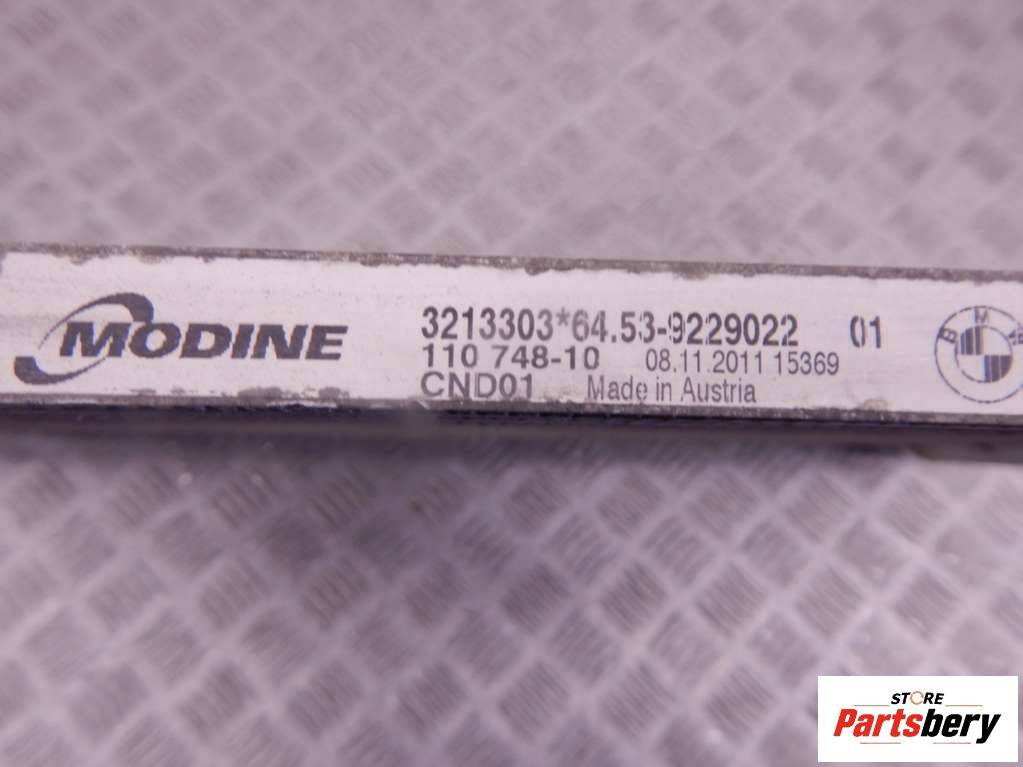 MODINE
3213303*64.53-9229022 01
110 748-10 08.11.2011 15369
CND01 Made in Austria
BM
STORE
Partsbery